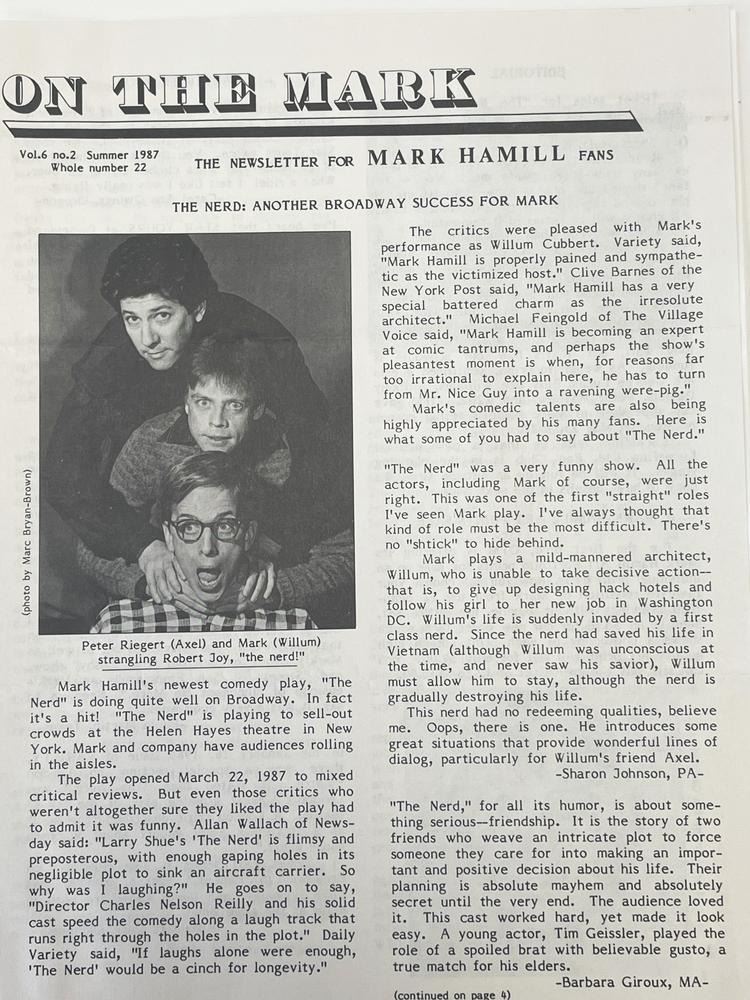 ON THE MARK
Vol.6 no.2 Summer 1987
Whole number 22
THE NEWSLETTER FOR MARK HAMILL FANS
THE NERD: ANOTHER BROADWAY SUCCESS FOR MARK
(photo by Marc Bryan-Brown)
Peter Riegert (Axel) and Mark (Willum)
strangling Robert Joy, "the nerd!"
Mark Hamill's newest comedy play, "The
Nerd" is doing quite well on Broadway. In fact
it's a hit! "The Nerd" is playing to sell-out
crowds at the Helen Hayes theatre in New
York. Mark and company have audiences rolling
in the aisles.
The play opened March 22, 1987 to mixed
critical reviews. But even those critics who
weren't altogether sure they liked the play had
to admit it was funny. Allan Wallach of News-
day said: "Larry Shue's 'The Nerd' is flimsy and
preposterous, with enough gaping holes in its
negligible plot to sink an aircraft carrier. So
why was I laughing?" He goes on to say,
"Director Charles Nelson Reilly and his solid
cast speed the comedy along a laugh track that
runs right through the holes in the plot." Daily
Variety said, "If laughs alone were enough,
'The Nerd' would be a cinch for longevity."
The critics were pleased with Mark's
performance as Willum Cubbert. Variety said,
"Mark Hamill is properly pained and sympathe-
tic as the victimized host." Clive Barnes of the
New York Post said, "Mark Hamill has a very
special battered charm as the irresolute
architect." Michael Feingold of The Village
Voice said, "Mark Hamill is becoming an expert
at comic tantrums, and perhaps the show's
pleasantest moment is when, for reasons far
too irrational to explain here, he has to turn
from Mr. Nice Guy into a ravening were-pig."
Mark's comedic talents are also being
highly appreciated by his many fans. Here is
what some of you had to say about "The Nerd."
"The Nerd" was a very funny show. All the
actors, including Mark of course, were just
right. This was one of the first "straight" roles
I've seen Mark play. I've always thought that
kind of role must be the most difficult. There's
no "shtick" to hide behind.
Mark plays a mild-mannered architect,
Willum, who is unable to take decisive action--
that is, to give up designing hack hotels and
follow his girl to her new job in Washington
DC. Willum's life is suddenly invaded by a first
class nerd. Since the nerd had saved his life in
Vietnam (although Willum was unconscious at
the time, and never saw his savior), Willum
must allow him to stay, although the nerd is
gradually destroying his life.
This nerd had no redeeming qualities, believe
me. Oops, there is one. He introduces some
great situations that provide wonderful lines of
dialog, particularly for Willum's friend Axel.
-Sharon Johnson, PA-
"The Nerd," for all its humor, is about some-
thing serious--friendship. It is the story of two
friends who weave an intricate plot to force
someone they care for into making an impor-
tant and positive decision about his life. Their
planning is absolute mayhem and absolutely
secret until the very end. The audience loved
it. This cast worked hard, yet made it look
easy. A young actor, Tim Geissler, played the
role of a spoiled brat with believable gusto, a
true match for his elders.
-Barbara Giroux, MA-
(continued on page 4)